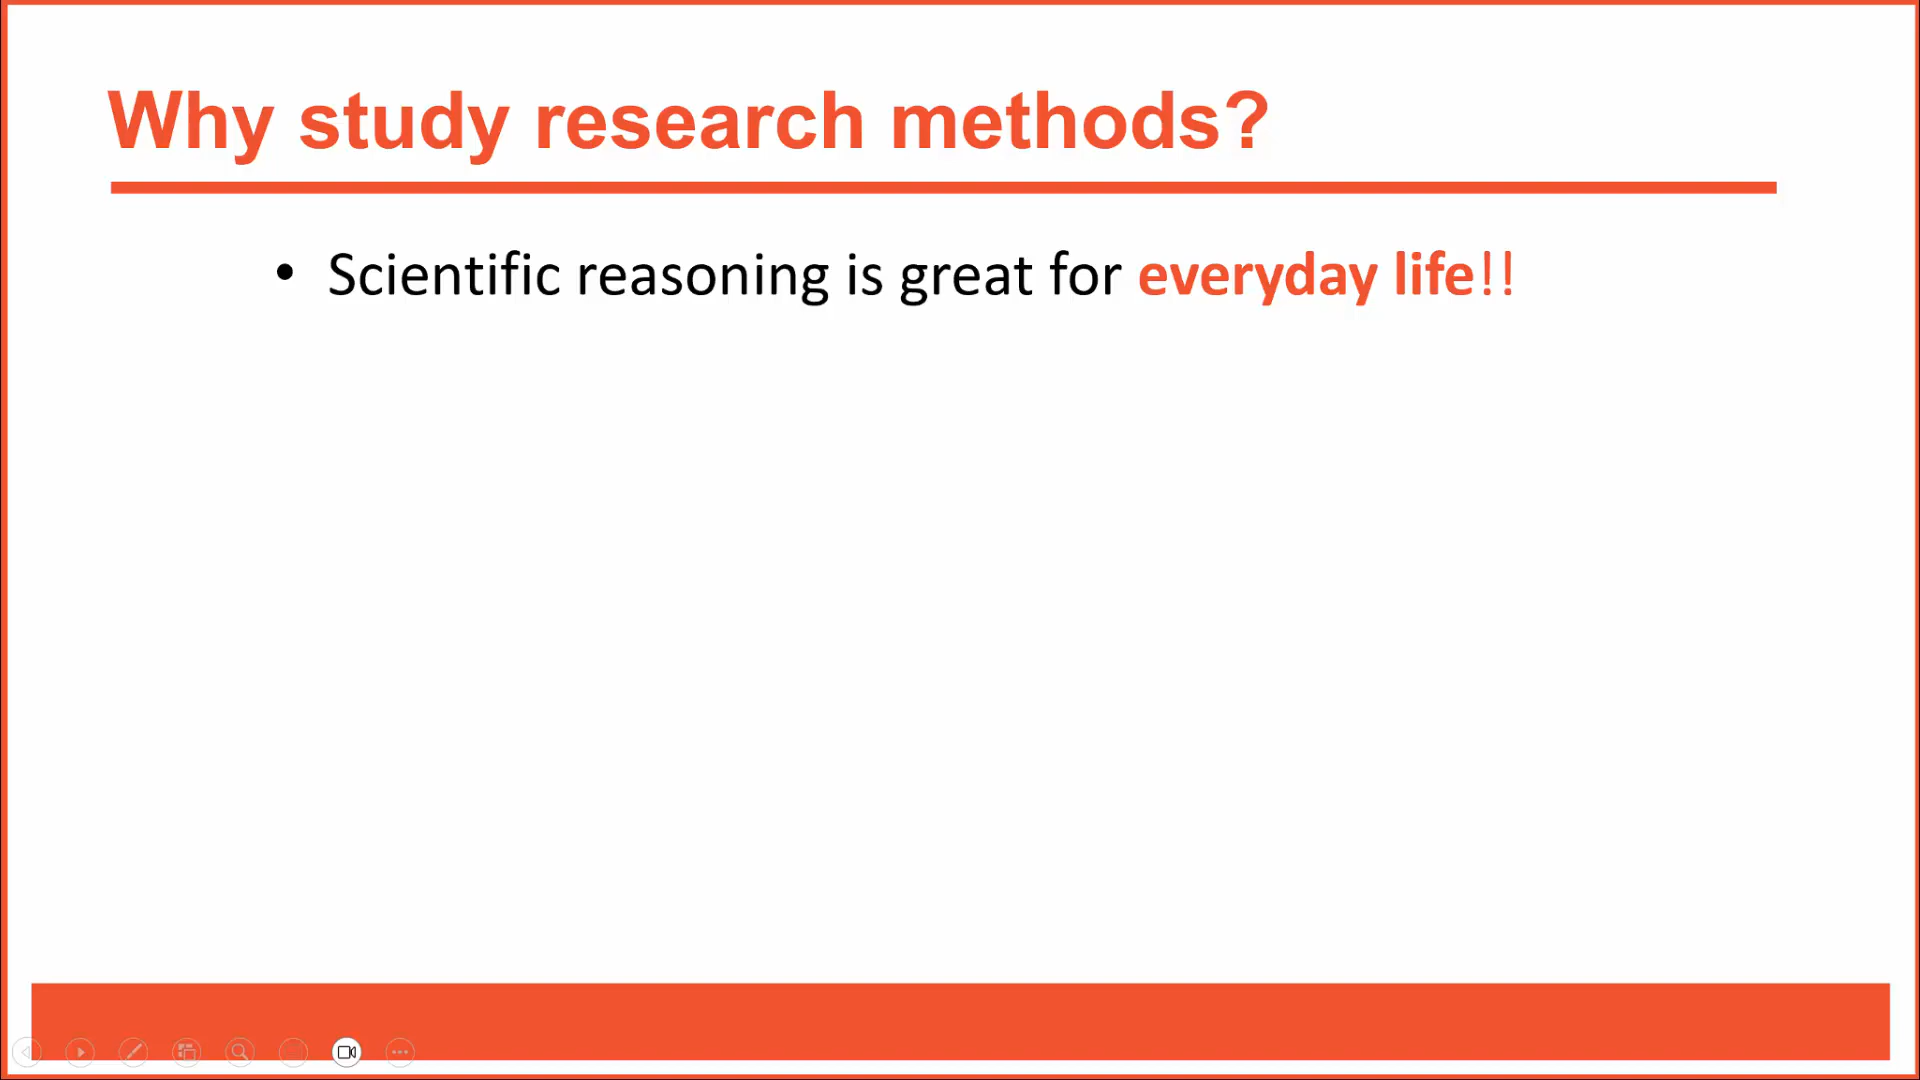 Why study research methods?
• Scientific reasoning is great for everyday life!!